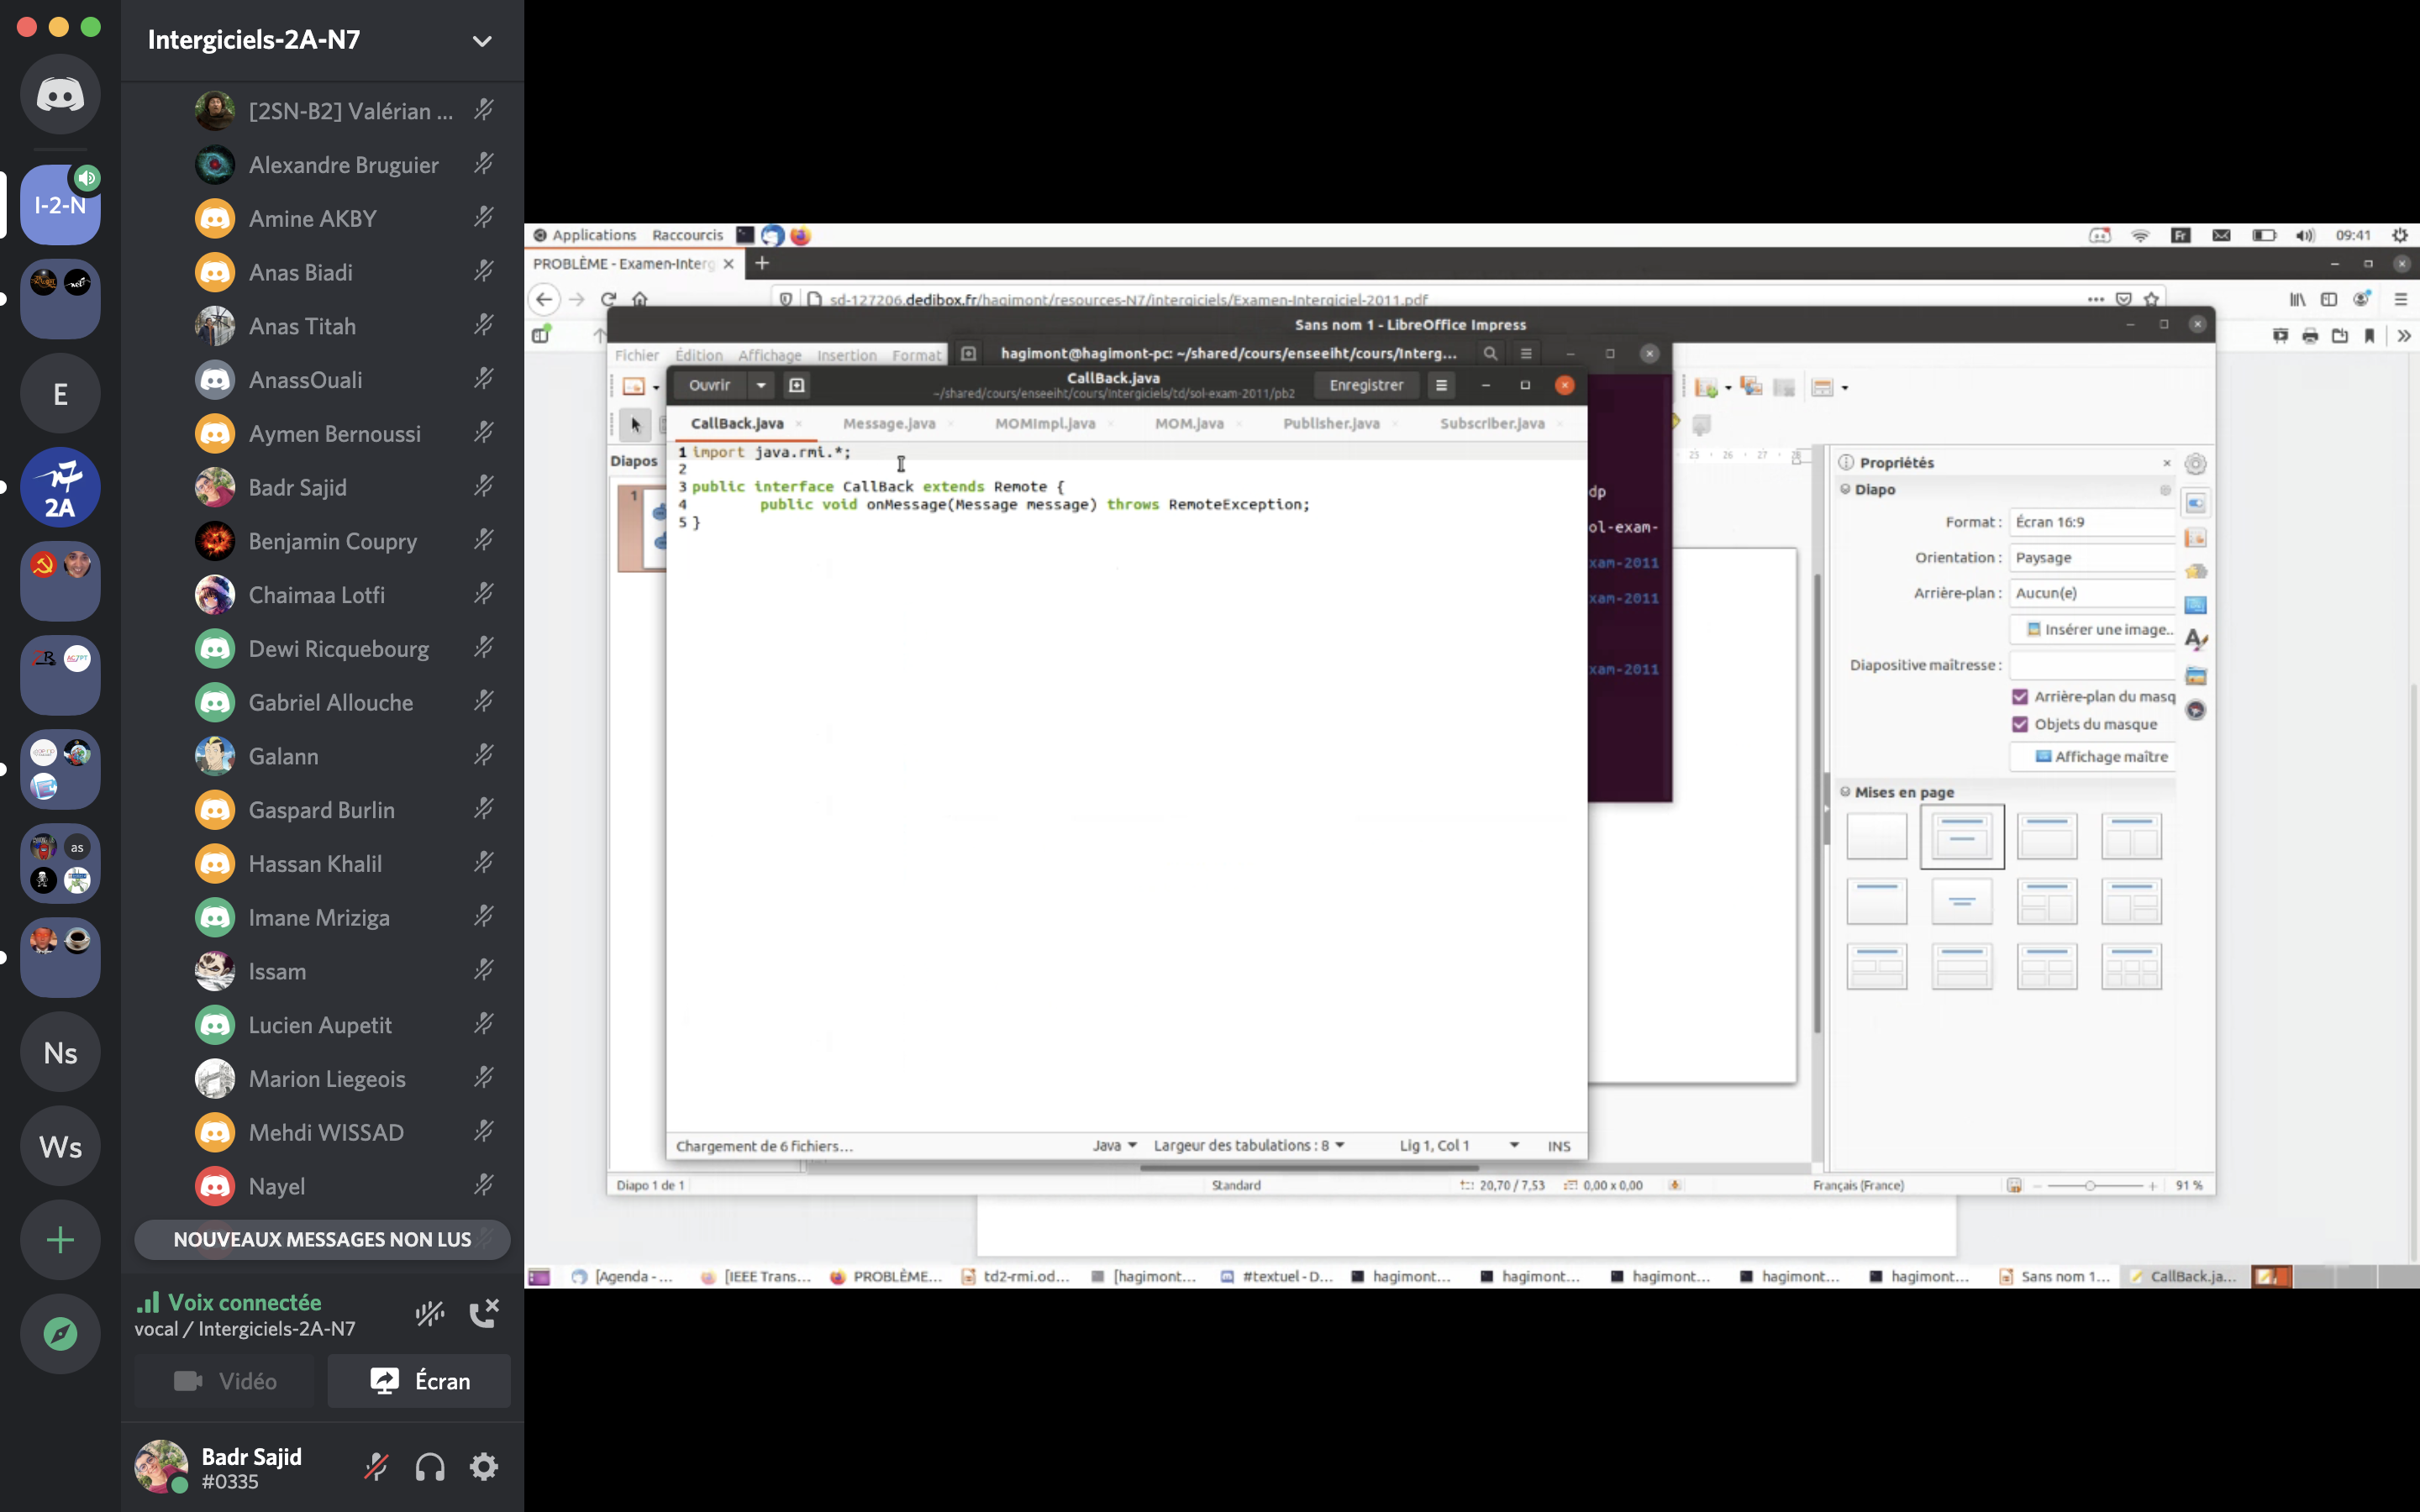 Intergiciels-2A-N7
[2SN-B2] Valérian ...
Alexandre Bruguier
I-2-N
Amine AKBY
Anas Biadi
Anas Titah
AnassOuali
E
Aymen Bernoussi
Badr Sajid
2A
Benjamin Coupry
Chaimaa Lotfi
Dewi Ricquebourg
Gabriel Allouche
Galann
Gaspard Burlin
as
Hassan Khalil
Imane Mriziga
Issam
Lucien Aupetit
Ns
Marion Liegeois
Mehdi WISSAD
Ws
Nayel
NOUVEAUX MESSAGES NON LUS
Voix connectée
vocal / Intergiciels-2A-N7
Vidéo
Écran
Badr Sajid
#0335
Applications Raccourcis
Fr
09:41
PROBLÈME - Examen-Interg
sd-127206.dedibox.fr/hagimont/resources-N7/intergiciels/Examen-Intergiciel-2011.pdf
Sans nom 1 - LibreOffice Impress
Fichier Édition Affichage Insertion Format
hagimont@hagimont-pc: ~/shared/cours/enseeiht/cours/Interg...
Ouvrir
CallBack.java
~/shared/cours/enseeiht/cours/intergiciels/td/sol-exam-2011/pb2
Enregistrer
CallBack.java Message.java MOMImpl.java MOM.java Publisher.java Subscriber.java
1 import java.rmi.*;
2
3 public interface CallBack extends Remote {
4 public void onMessage(Message message) throws RemoteException;
5 }
Chargement de 6 fichiers... Java Largeur des tabulations : 8 Lig 1, Col 1 INS
Diapos
1
dp
ol-exam-
xam-2011
xam-2011
xam-2011
25 26 27 28
Propriétés
Diapo
Format : Écran 16:9
Orientation : Paysage
Arrière-plan : Aucun(e)
Insérer une image..
Diapositive maîtresse :
Arrière-plan du masq
Objets du masque
Affichage maître
Mises en page
Diapo 1 de 1 Standard 20,70 / 7,53 0,00 x 0,00 Français (France) 91 %
[Agenda - ... [IEEE Trans... PROBLÈME... td2-rmi.od... [hagimont... #textuel - D... hagimont... hagimont... hagimont... hagimont... hagimont... Sans nom 1... CallBack.ja...